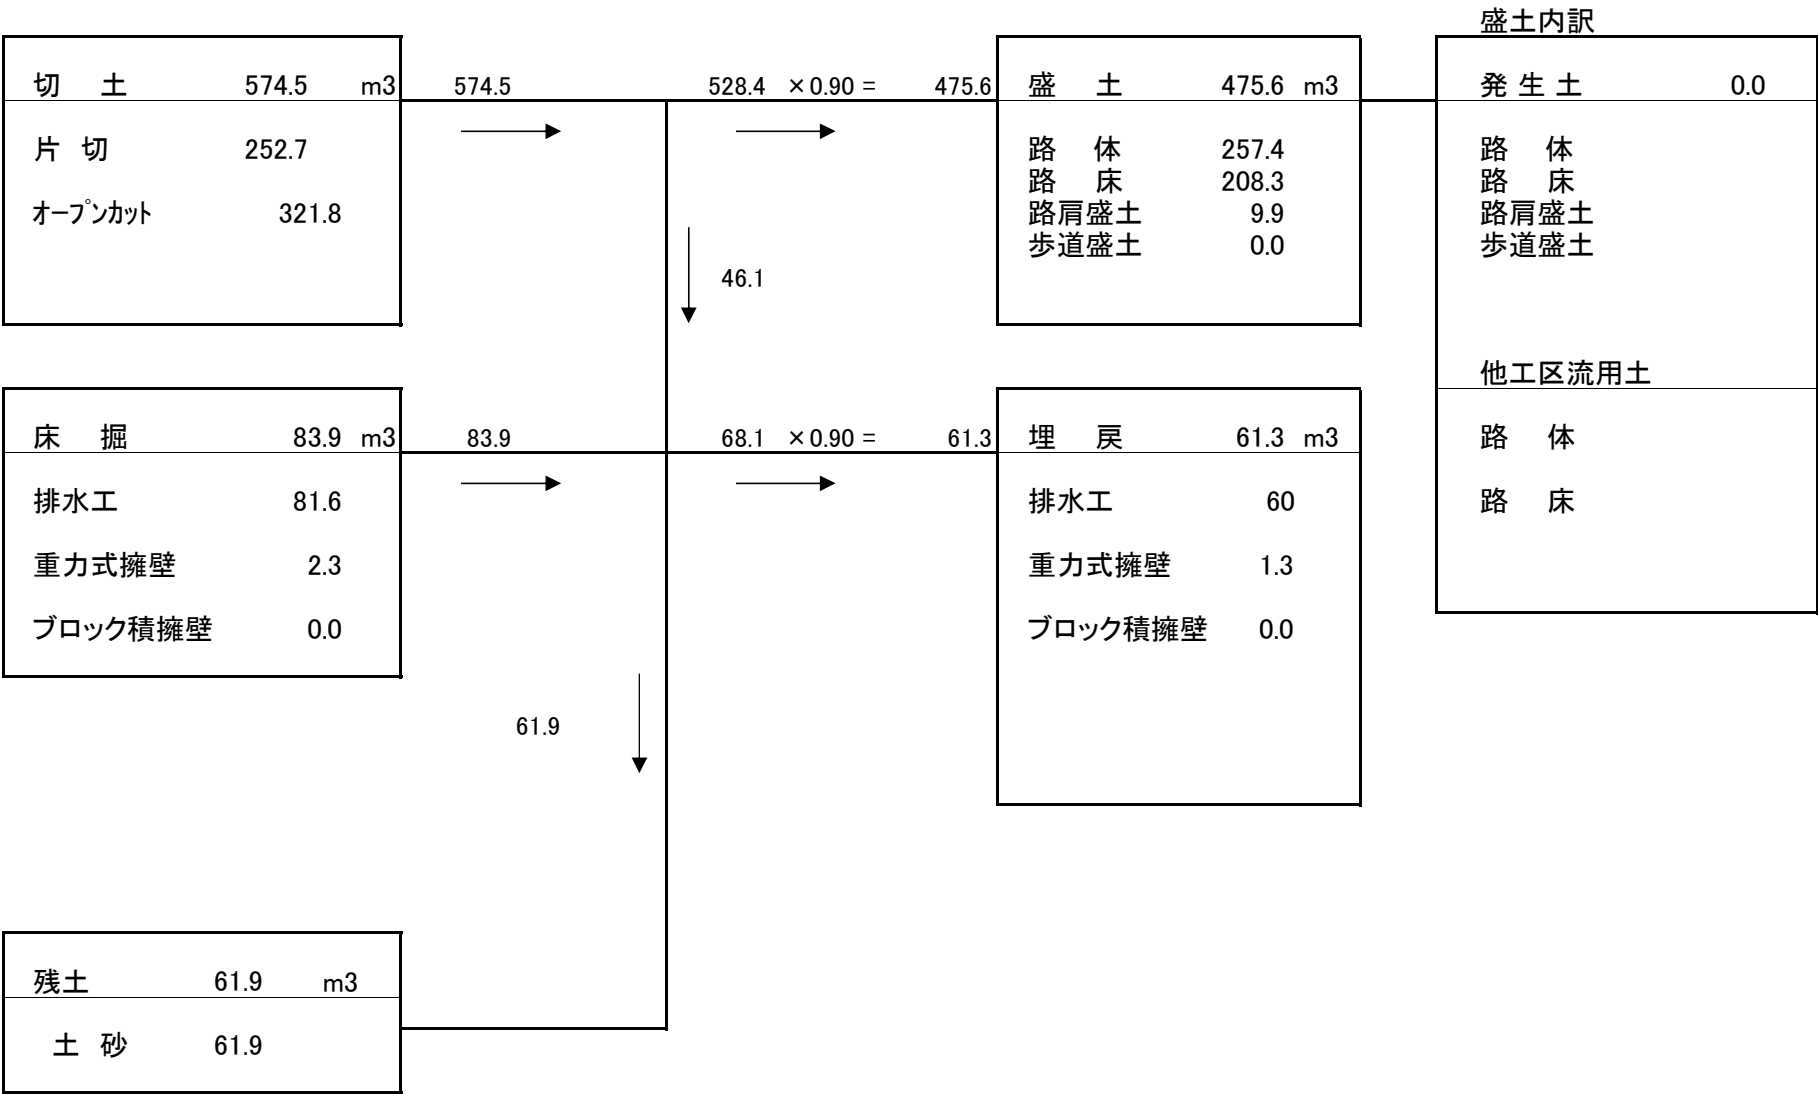 盛土内訳
切 土 574.5 m3 574.5 528.4 ×0.90 = 475.6 盛 土 475.6 m3 発 生 土 0.0
片 切 252.7 路 体 257.4 路 体
路 床 208.3 路 床
オープンカット 321.8 路肩盛土 9.9 路肩盛土
歩道盛土 0.0 歩道盛土
46.1
他工区流用土
床 掘 83.9 m3 83.9 68.1 ×0.90 = 61.3 埋 戻 61.3 m3 路 体
排水工 81.6 排水工 60 路 床
重力式擁壁 2.3 重力式擁壁 1.3
ブロック積擁壁 0.0 ブロック積擁壁 0.0
61.9
残土 61.9 m3
土 砂 61.9